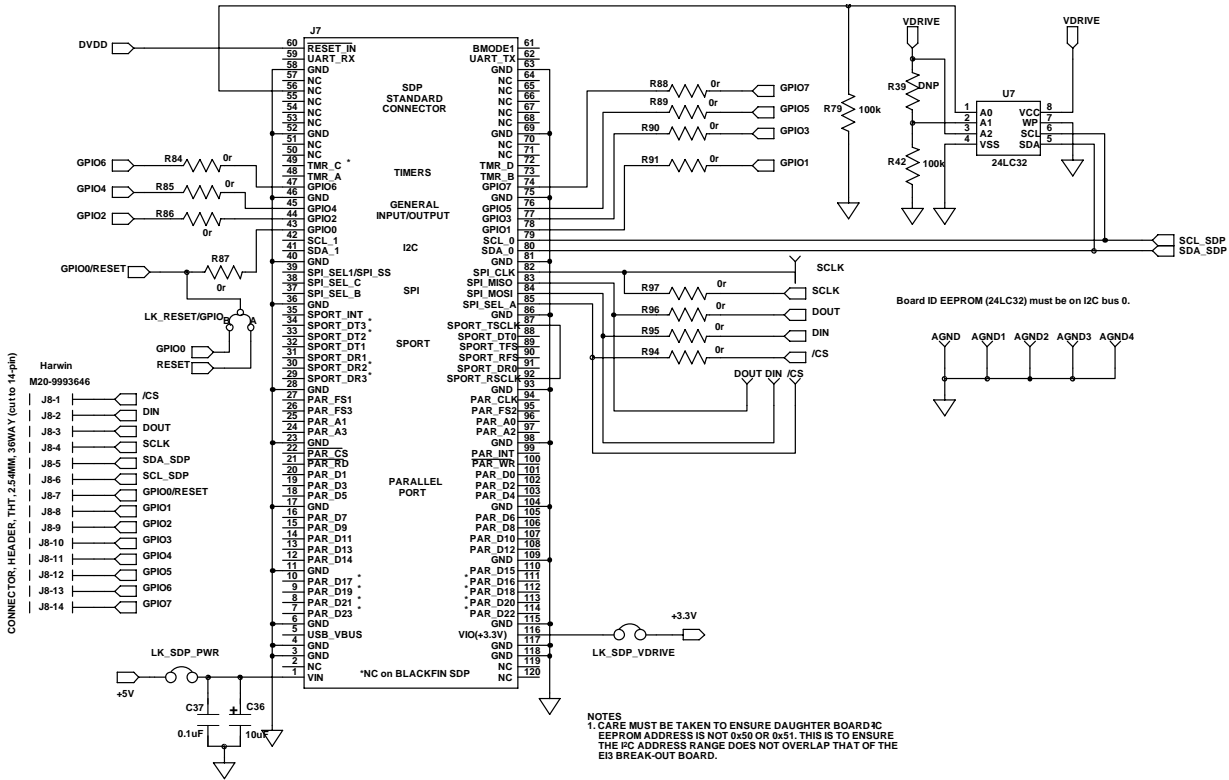 J7
DVDD
60 RESET_IN
59 UART_RX
58 GND
57 NC
56 NC
55 NC
54 NC
53 NC
52 GND
51 NC
50 NC
49 TMR_C *
48 TMR_A
47 GPIO6
46 GND
45 GPIO4
44 GPIO2
43 GPIO0
42 SCL_1
41 SDA_1
40 GND
39 SPI_SEL1/SPI_SS
38 SPI_SEL_C
37 SPI_SEL_B
36 GND
35 SPORT_INT
34 SPORT_DT3 *
33 SPORT_DT2 *
32 SPORT_DT1
31 SPORT_DR1
30 SPORT_DR2 *
29 SPORT_DR3 *
28 GND
27 PAR_FS1
26 PAR_FS3
25 PAR_A1
24 PAR_A3
23 GND
22 PAR_CS
21 PAR_RD
20 PAR_D1
19 PAR_D3
18 PAR_D5
17 GND
16 PAR_D7
15 PAR_D9
14 PAR_D11
13 PAR_D13
12 PAR_D14
11 GND
10 PAR_D17 *
9 PAR_D19 *
8 PAR_D21 *
7 PAR_D23 *
6 GND
5 USB_VBUS
4 GND
3 GND
2 NC
1 VIN
SDP
STANDARD
CONNECTOR
TIMERS
GENERAL
INPUT/OUTPUT
I2C
SPI
SPORT
PARALLEL
PORT
*NC on BLACKFIN SDP
BMODE1 61
UART_TX 62
GND 63
NC 64
NC 65
NC 66
NC 67
NC 68
GND 69
NC 70
NC 71
TMR_D 72
TMR_B 73
GPIO7 74
GND 75
GPIO5 76
GPIO3 77
GPIO1 78
SCL_0 79
SDA_0 80
GND 81
SPI_CLK 82
SPI_MISO 83
SPI_MOSI 84
SPI_SEL_A 85
GND 86
SPORT_TSCLK 87
SPORT_DT0 88
SPORT_TFS 89
SPORT_RFS 90
SPORT_DR0 91
SPORT_RSCLK 92
GND 93
PAR_CLK 94
PAR_FS2 95
PAR_A0 96
PAR_A2 97
GND 98
PAR_INT 99
PAR_WR 100
PAR_D0 101
PAR_D2 102
PAR_D4 103
GND 104
PAR_D6 105
PAR_D8 106
PAR_D10 107
PAR_D12 108
GND 109
PAR_D15 110
* PAR_D16 111
* PAR_D18 112
* PAR_D20 113
* PAR_D22 114
GND 115
VIO(+3.3V) 116
GND 117
GND 118
NC 119
NC 120
GPIO6 R84 0r
GPIO4 R85 0r
GPIO2 R86 0r
GPIO0/RESET R87 0r
LK_RESET/GPIO B A
GPIO0
RESET
R88 0r GPIO7
R89 0r GPIO5
R90 0r GPIO3
R91 0r GPIO1
R79 100k
VDRIVE
R39 DNP
R42 100k
VDRIVE
U7
1 A0 VCC 8
2 A1 WP 7
3 A2 SCL 6
4 VSS SDA 5
24LC32
SCL_SDP
SDA_SDP
SCLK
R97 0r SCLK
R96 0r DOUT
R95 0r DIN
R94 0r /CS
DOUT DIN /CS
Board ID EEPROM (24LC32) must be on I2C bus 0.
AGND AGND1 AGND2 AGND3 AGND4
CONNECTOR, HEADER, THT, 2.54MM, 36WAY (cut to 14-pin)
Harwin
M20-9993646
J8-1 /CS
J8-2 DIN
J8-3 DOUT
J8-4 SCLK
J8-5 SDA_SDP
J8-6 SCL_SDP
J8-7 GPIO0/RESET
J8-8 GPIO1
J8-9 GPIO2
J8-10 GPIO3
J8-11 GPIO4
J8-12 GPIO5
J8-13 GPIO6
J8-14 GPIO7
LK_SDP_PWR
+5V
C37 0.1uF
+ C36 10uF
+3.3V
LK_SDP_VDRIVE
NOTES
1. CARE MUST BE TAKEN TO ENSURE DAUGHTER BOARD I²C
EEPROM ADDRESS IS NOT 0x50 OR 0x51. THIS IS TO ENSURE
THE I²C ADDRESS RANGE DOES NOT OVERLAP THAT OF THE
EI3 BREAK-OUT BOARD.